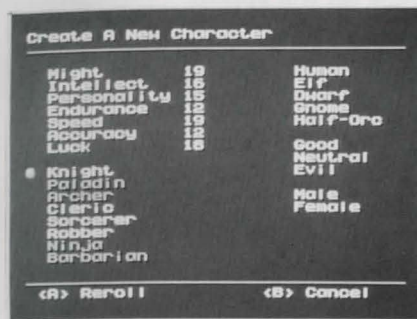 Create A New Character
Might 19 Human
Intellect 16 Elf
Personality 15 Dwarf
Endurance 12 Gnome
Speed 19 Half-Orc
Accuracy 12
Luck 18 Good
Neutral
Knight Evil
Paladin
Archer Male
Cleric Female
Sorcerer
Robber
Ninja
Barbarian
<A> Reroll <B> Cancel